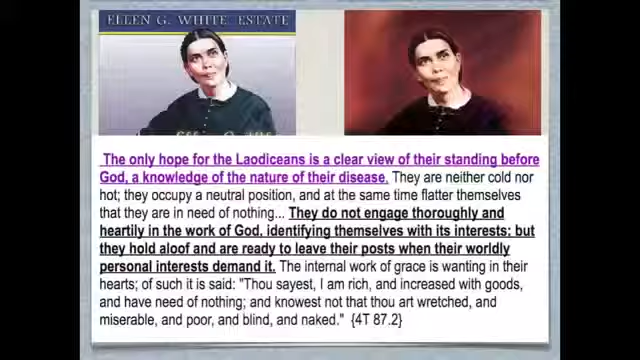 ELLEN G. WHITE ESTATE
The only hope for the Laodiceans is a clear view of their standing before
God, a knowledge of the nature of their disease. They are neither cold nor
hot; they occupy a neutral position, and at the same time flatter themselves
that they are in need of nothing... They do not engage thoroughly and
heartily in the work of God, identifying themselves with its interests; but
they hold aloof and are ready to leave their posts when their worldly
personal interests demand it. The internal work of grace is wanting in their
hearts; of such it is said: "Thou sayest, I am rich, and increased with goods,
and have need of nothing; and knowest not that thou art wretched, and
miserable, and poor, and blind, and naked." {4T 87.2}